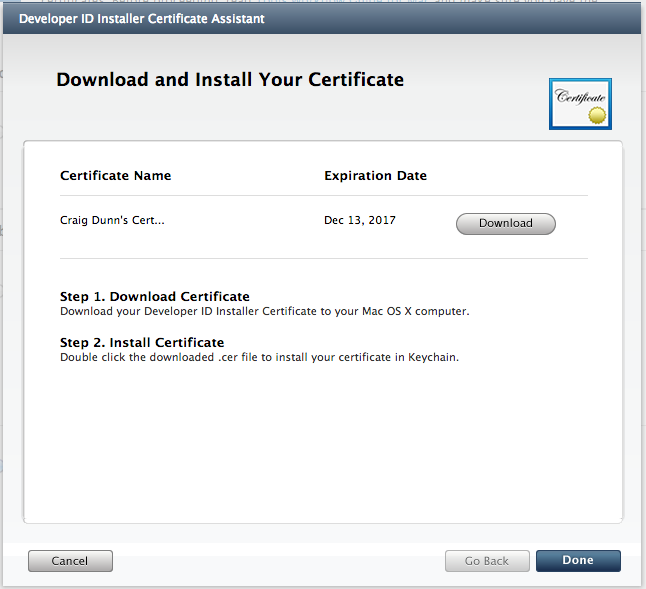 Developer ID Installer Certificate Assistant
Download and Install Your Certificate
Certificate
Certificate Name Expiration Date
Craig Dunn's Cert... Dec 13, 2017 Download
Step 1. Download Certificate
Download your Developer ID Installer Certificate to your Mac OS X computer.
Step 2. Install Certificate
Double click the downloaded .cer file to install your certificate in Keychain.
Cancel Go Back Done